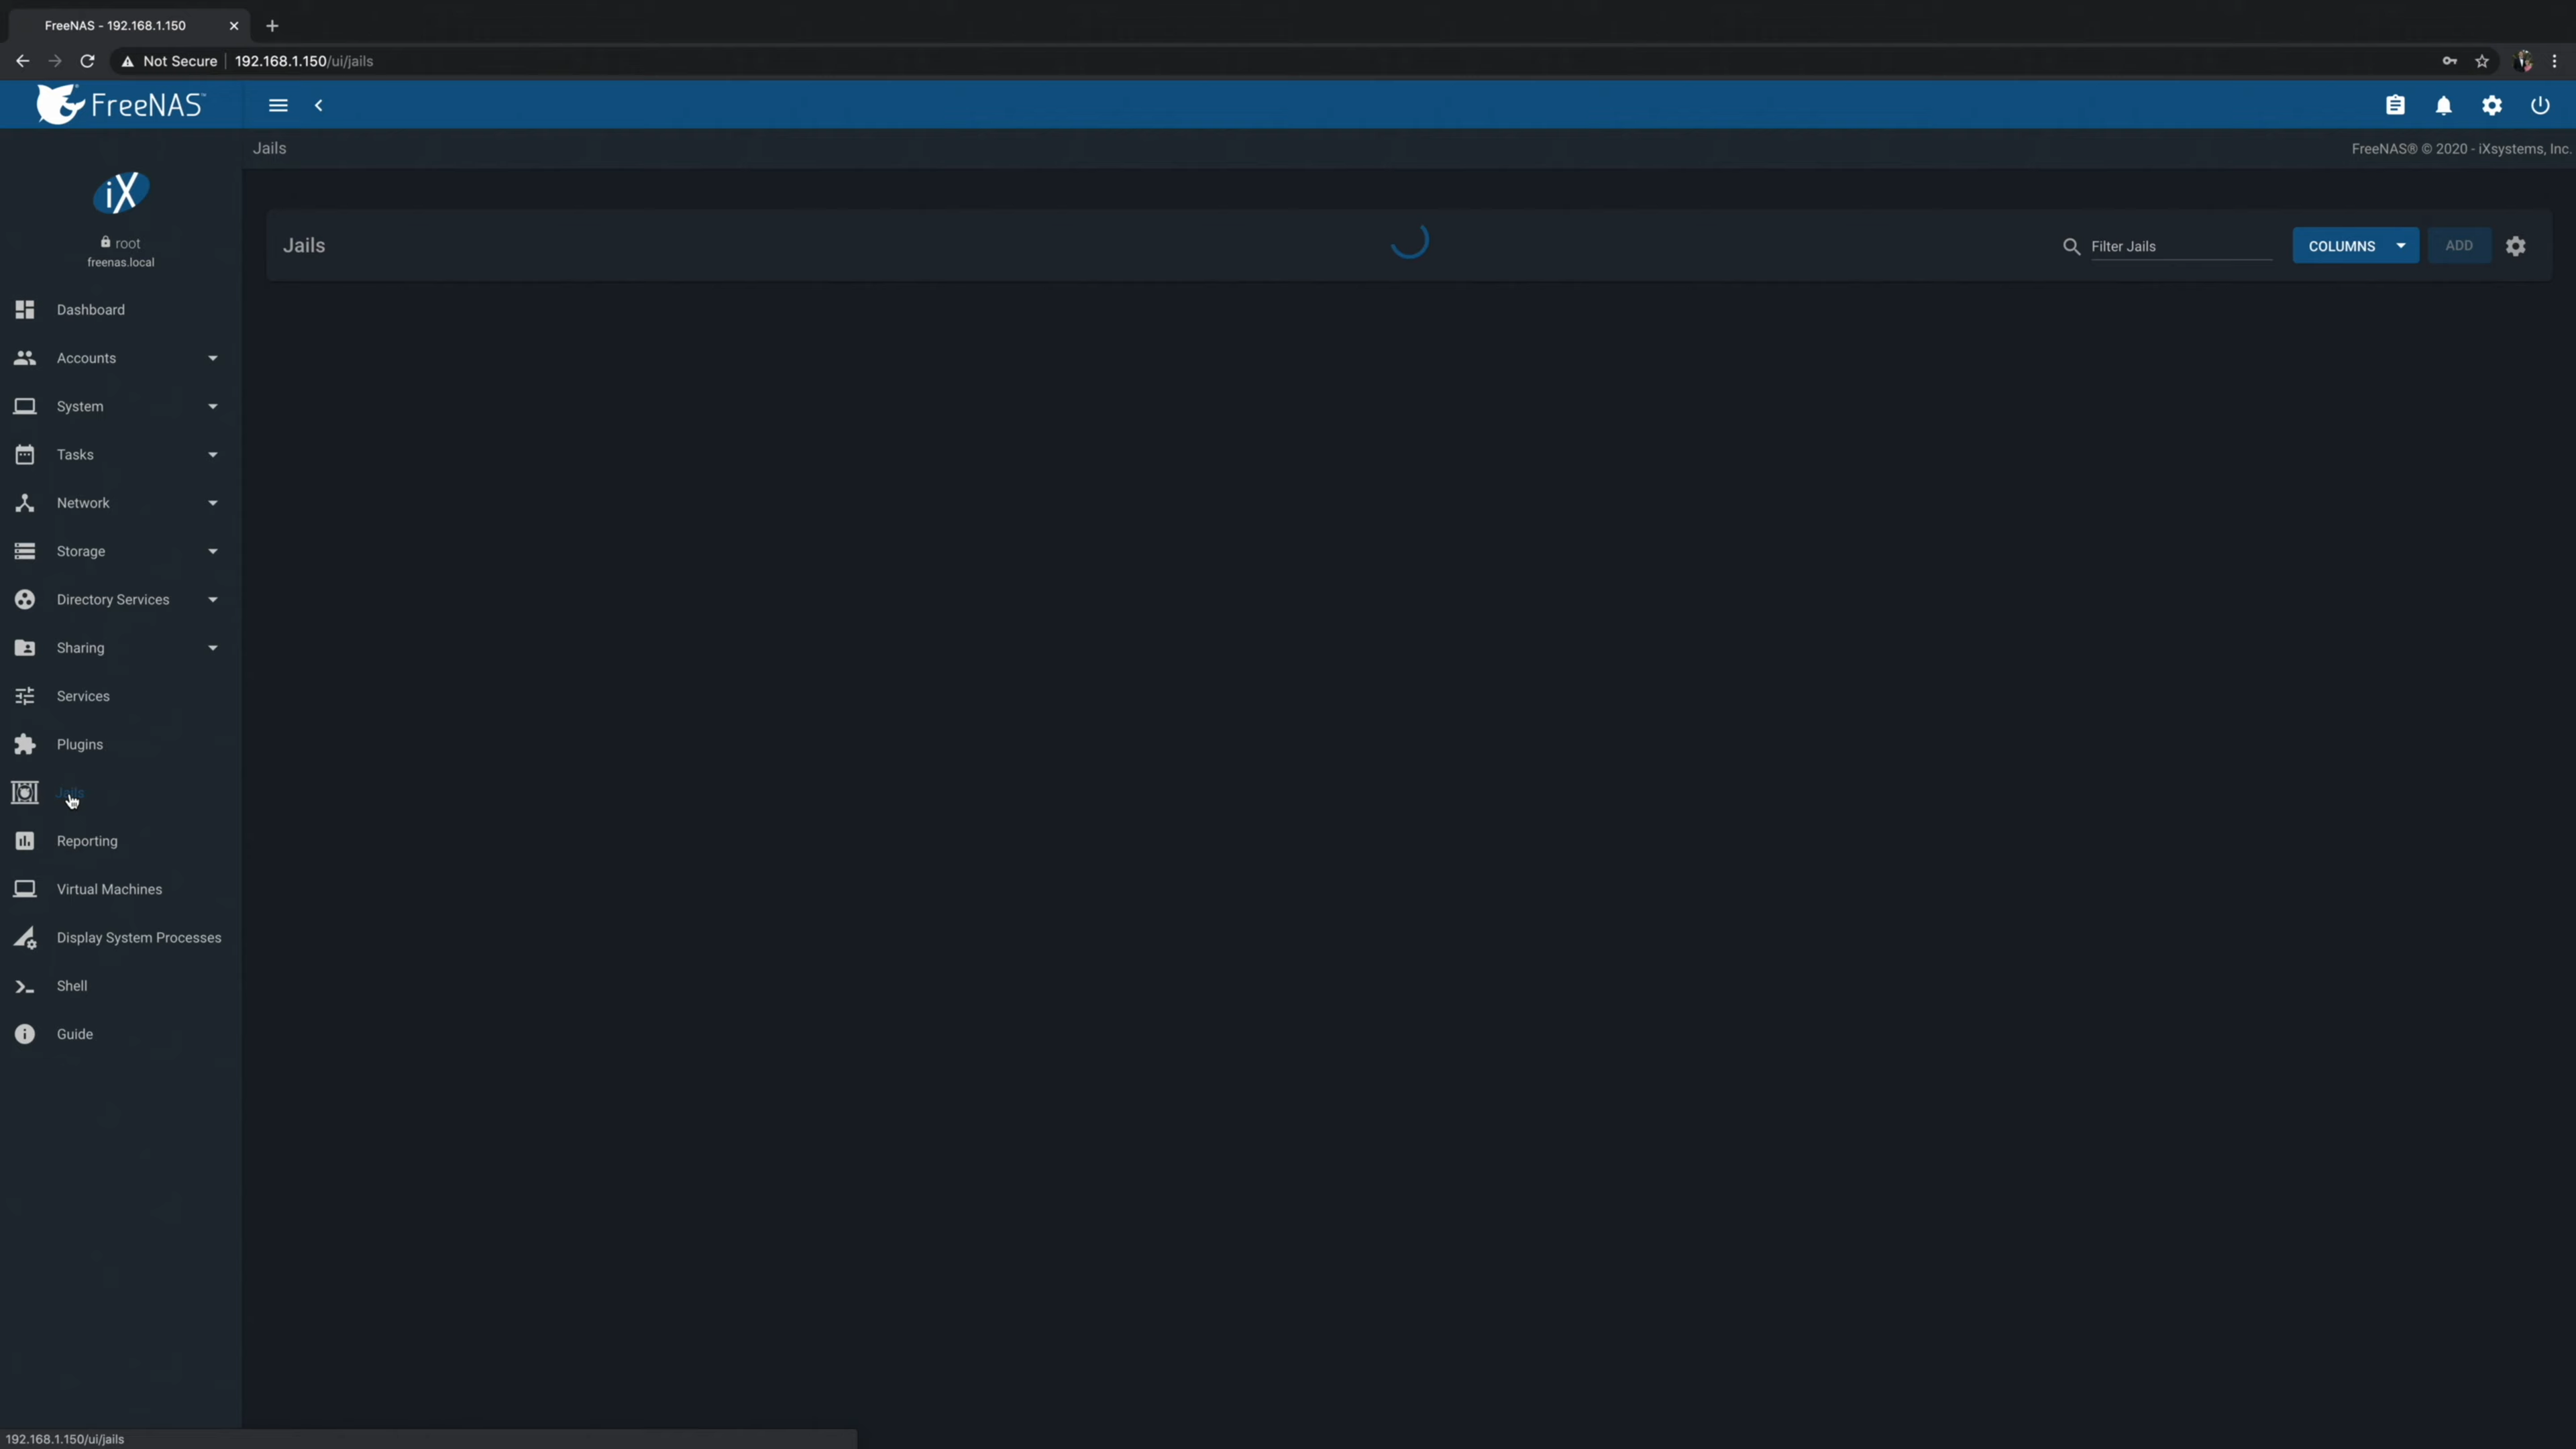 FreeNAS - 192.168.1.150
Not Secure 192.168.1.150/ui/jails
FreeNAS™
Jails
FreeNAS® © 2020 - iXsystems, Inc.
iX
root
freenas.local
Jails
Filter Jails
COLUMNS
ADD
Dashboard
Accounts
System
Tasks
Network
Storage
Directory Services
Sharing
Services
Plugins
Jails
Reporting
Virtual Machines
Display System Processes
Shell
Guide
192.168.1.150/ui/jails